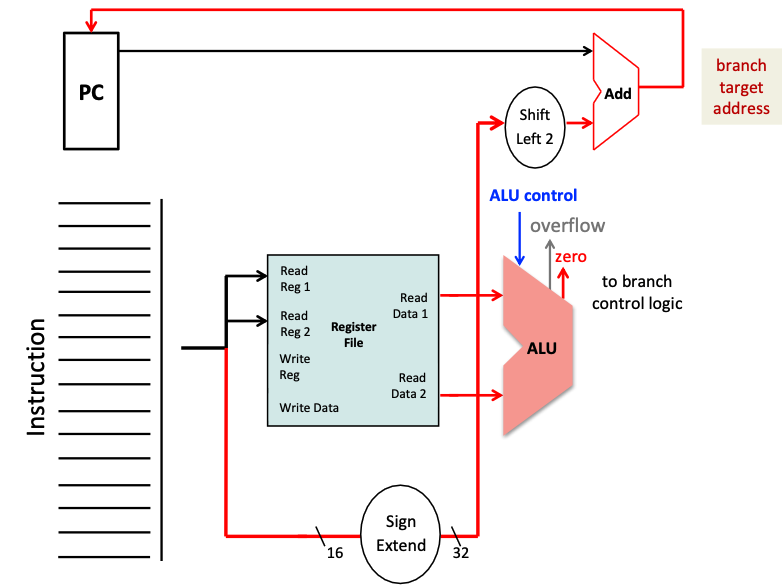 PC
Add
branch
target
address
Shift
Left 2
ALU control
overflow
zero
to branch
control logic
Instruction
Read
Reg 1
Read
Reg 2
Write
Reg
Write Data
Register
File
Read
Data 1
Read
Data 2
ALU
Sign
Extend
16
32